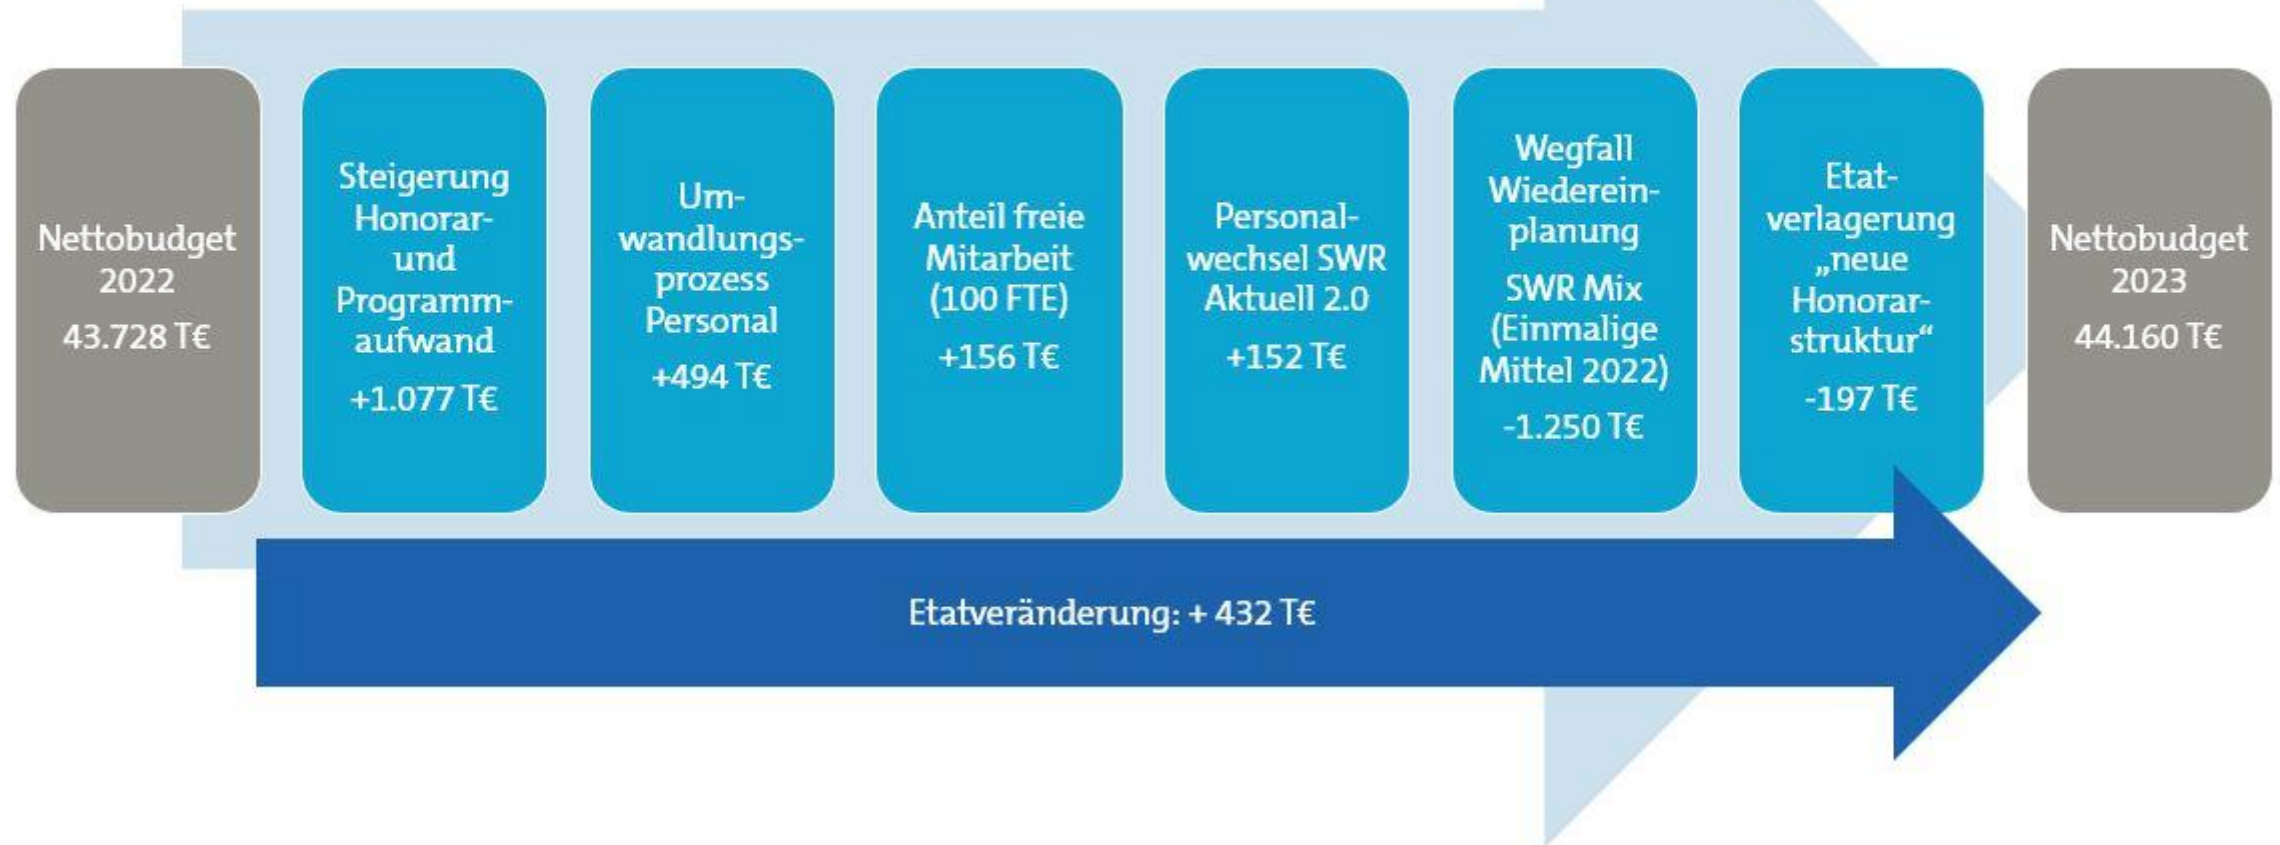 Nettobudget
2022
43.728 T€
Steigerung
Honorar-
und
Programm-
aufwand
+1.077 T€
Um-
wandlungs-
prozess
Personal
+494 T€
Anteil freie
Mitarbeit
(100 FTE)
+156 T€
Personal-
wechsel SWR
Aktuell 2.0
+152 T€
Wegfall
Wiederein-
planung
SWR Mix
(Einmalige
Mittel 2022)
-1.250 T€
Etat-
verlagerung
„neue
Honorar-
struktur“
-197 T€
Nettobudget
2023
44.160 T€
Etatveränderung: + 432 T€